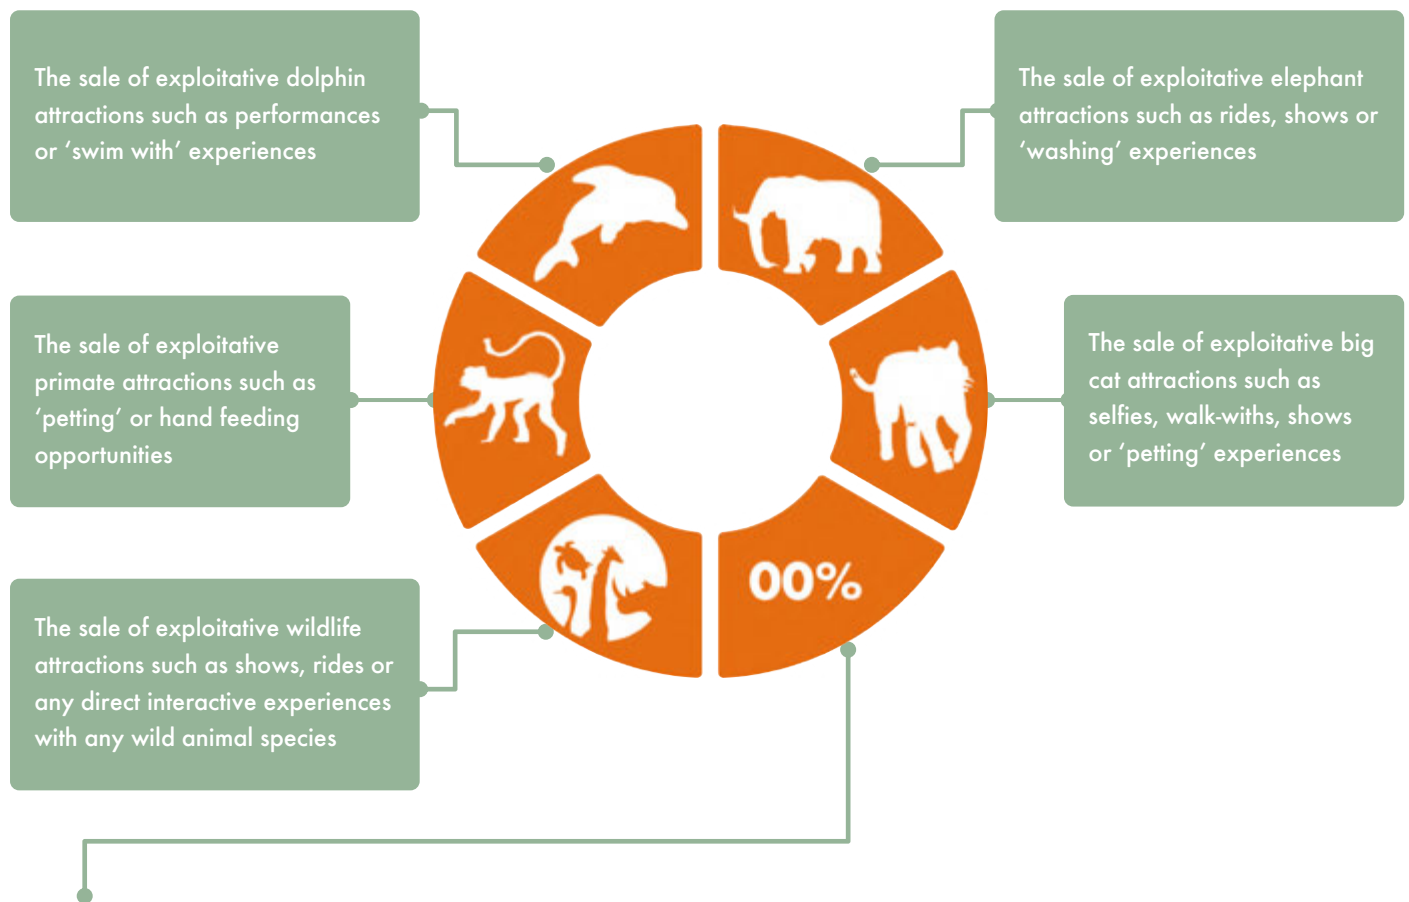 The sale of exploitative dolphin
attractions such as performances
or ‘swim with’ experiences
The sale of exploitative elephant
attractions such as rides, shows or
‘washing’ experiences
The sale of exploitative
primate attractions such as
‘petting’ or hand feeding
opportunities
The sale of exploitative big
cat attractions such as
selfies, walk-withs, shows
or ‘petting’ experiences
The sale of exploitative wildlife
attractions such as shows, rides or
any direct interactive experiences
with any wild animal species
00%